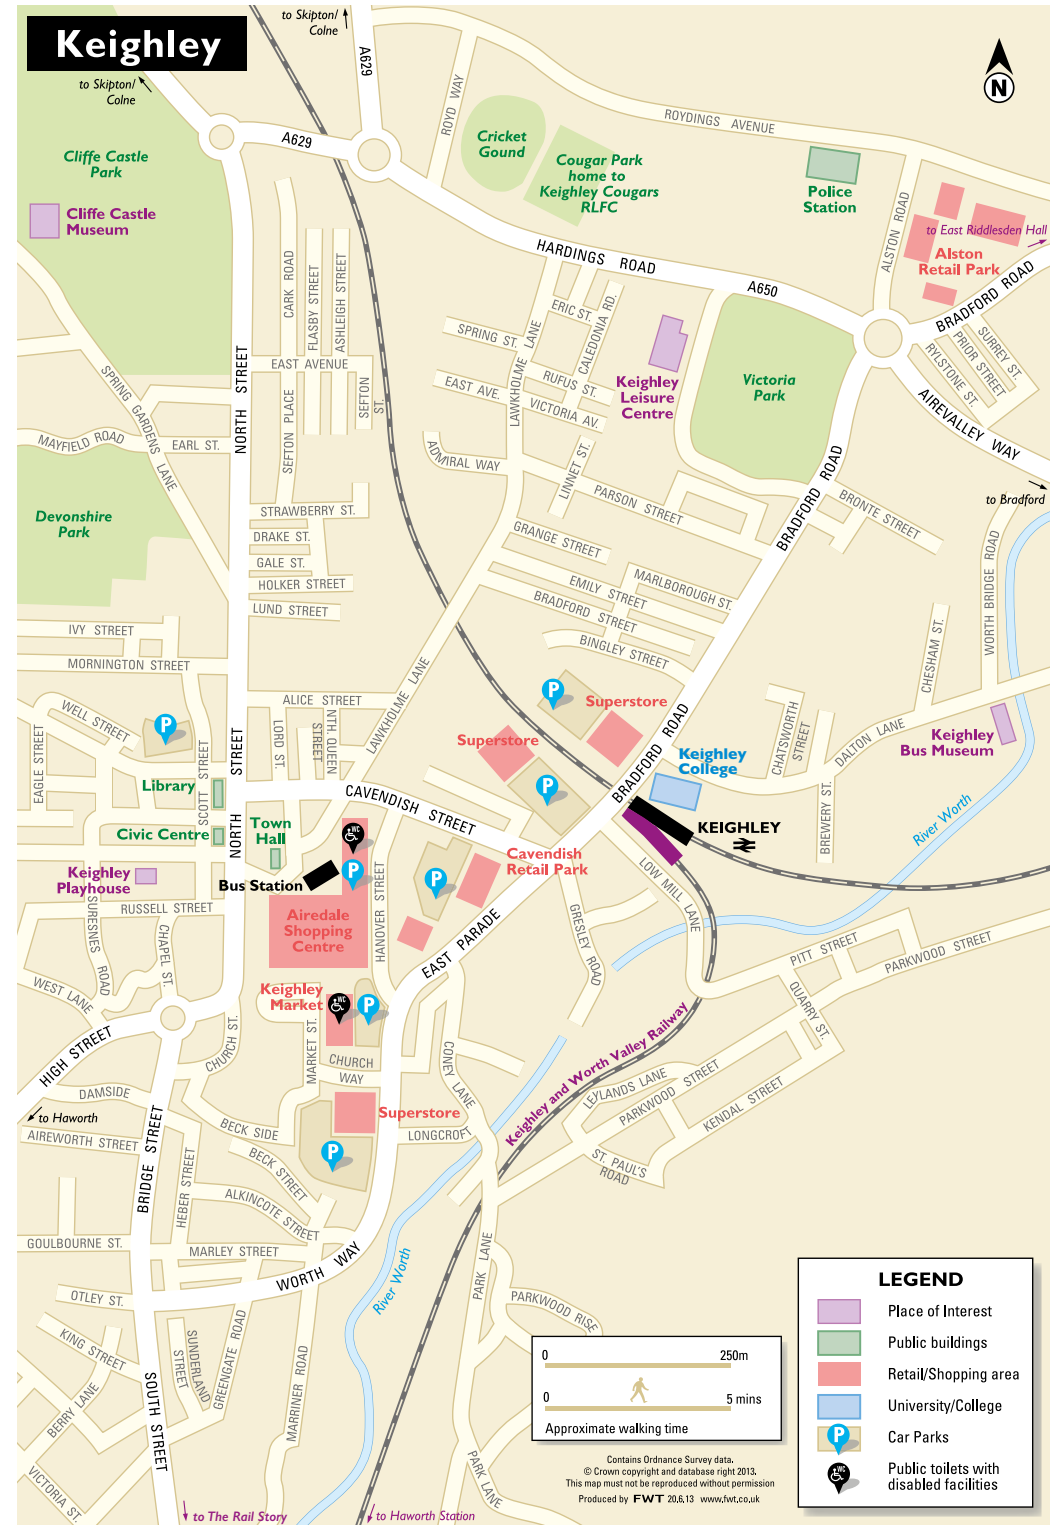 Keighley
to Skipton/
Colne
to Skipton/
Colne
A629
A629
N
ROYD WAY
ROYDINGS AVENUE
Cricket
Gound
Cougar Park
home to
Keighley Cougars
RLFC
Police
Station
Cliffe Castle
Park
Cliffe Castle
Museum
ALSTON ROAD
to East Riddlesden Hall
Alston
Retail Park
HARDINGS ROAD
A650
BRADFORD ROAD
CARK ROAD
FLASBY STREET
ASHLEIGH STREET
ERIC ST.
CALEDONIA RD.
SPRING ST.
LAWKHOLME LANE
SURREY ST.
PRIOR STREET
RYLSTONE ST.
NORTH STREET
EAST AVENUE
EAST AVE.
RUFUS ST.
VICTORIA AV.
Keighley
Leisure
Centre
Victoria
Park
SPRING GARDENS LANE
SEFTON PLACE
SEFTON
ST.
AIREVALLEY WAY
MAYFIELD ROAD
EARL ST.
ADMIRAL WAY
LINNET ST.
PARSON STREET
BRADFORD ROAD
BRONTE STREET
to Bradford
Devonshire
Park
STRAWBERRY ST.
DRAKE ST.
GALE ST.
HOLKER STREET
LUND STREET
GRANGE STREET
EMILY STREET
MARLBOROUGH ST.
BRADFORD STREET
BINGLEY STREET
WORTH BRIDGE ROAD
CHESHAM ST.
IVY STREET
MORNINGTON STREET
ALICE STREET
LAWKHOLME LANE
WELL STREET
EAGLE STREET
P
LORD ST.
NTH. QUEEN
STREET
P
Superstore
Superstore
BRADFORD ROAD
CHATSWORTH
STREET
DALTON LANE
Keighley
Bus Museum
Keighley
College
SCOTT STREET
NORTH STREET
Library
CAVENDISH STREET
P
Civic Centre
Town
Hall
WC
KEIGHLEY
BREWERY ST.
River Worth
Keighley
Playhouse
Bus Station
P
P
Cavendish
Retail Park
LOW MILL LANE
RUSSELL STREET
SURESNES ROAD
CHAPEL ST.
Airedale
Shopping
Centre
HANOVER STREET
EAST PARADE
GRESLEY ROAD
PITT STREET
PARKWOOD STREET
WEST LANE
Keighley
Market
WC
P
QUARRY ST.
HIGH STREET
CHURCH ST.
MARKET ST.
CHURCH
WAY
CONEY LANE
Keighley and Worth Valley Railway
LEYLANDS LANE
PARKWOOD STREET
KENDAL STREET
DAMSIDE
to Haworth
AIREWORTH STREET
BRIDGE STREET
BECK SIDE
Superstore
LONGCROFT
P
BECK STREET
HEBER STREET
ALKINCOTE STREET
ST. PAUL'S
ROAD
GOULBOURNE ST.
MARLEY STREET
WORTH WAY
River Worth
PARK LANE
OTLEY ST.
PARKWOOD RISE
KING STREET
SUNDERLAND
STREET
GREENGATE ROAD
MARRINER ROAD
BERRY LANE
SOUTH STREET
VICTORIA ST.
PARK LANE
to The Rail Story
to Haworth Station
0 250m
0 5 mins
Approximate walking time
Contains Ordnance Survey data.
© Crown copyright and database right 2013.
This map must not be reproduced without permission
Produced by FWT 20.6.13 www.fwt.co.uk
LEGEND
Place of Interest
Public buildings
Retail/Shopping area
University/College
P Car Parks
WC Public toilets with
disabled facilities